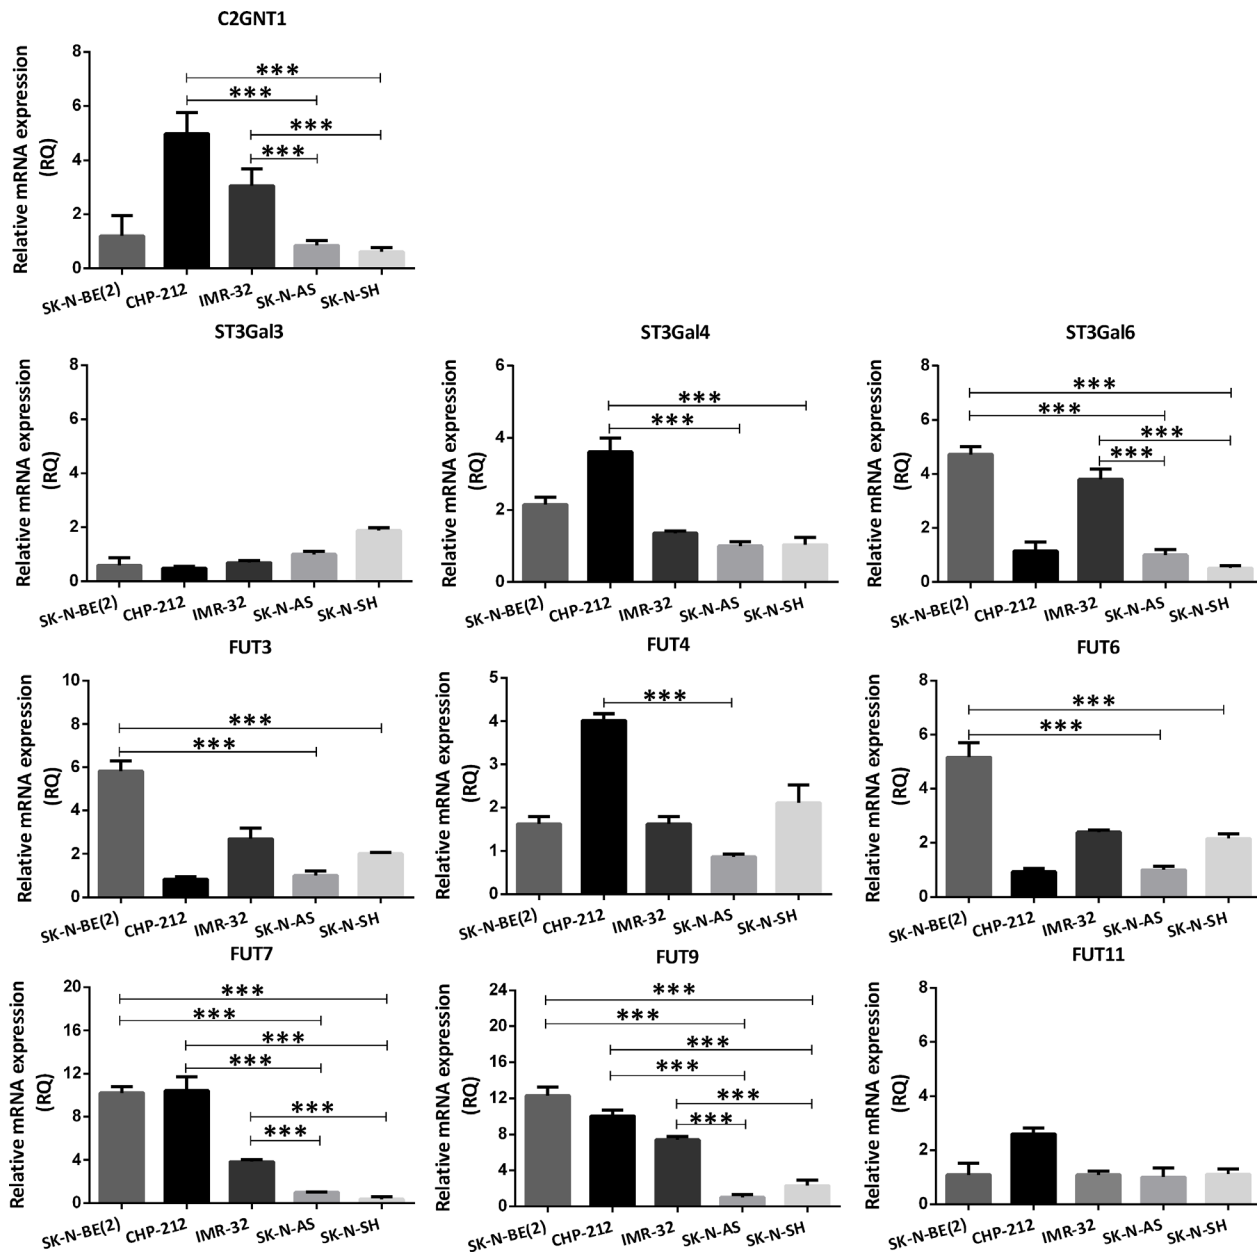 C2GNT1
Relative mRNA expression
(RQ)
8
6
4
2
0
***
***
***
***
SK-N-BE(2) CHP-212 IMR-32 SK-N-AS SK-N-SH
ST3Gal3
Relative mRNA expression
(RQ)
8
6
4
2
0
SK-N-BE(2) CHP-212 IMR-32 SK-N-AS SK-N-SH
ST3Gal4
Relative mRNA expression
(RQ)
6
4
2
0
***
***
SK-N-BE(2) CHP-212 IMR-32 SK-N-AS SK-N-SH
ST3Gal6
Relative mRNA expression
(RQ)
8
6
4
2
0
***
***
***
***
SK-N-BE(2) CHP-212 IMR-32 SK-N-AS SK-N-SH
FUT3
Relative mRNA expression
(RQ)
10
8
6
4
2
0
***
***
SK-N-BE(2) CHP-212 IMR-32 SK-N-AS SK-N-SH
FUT4
Relative mRNA expression
(RQ)
5
4
3
2
1
0
***
SK-N-BE(2) CHP-212 IMR-32 SK-N-AS SK-N-SH
FUT6
Relative mRNA expression
(RQ)
8
6
4
2
0
***
***
SK-N-BE(2) CHP-212 IMR-32 SK-N-AS SK-N-SH
FUT7
Relative mRNA expression
(RQ)
20
16
12
8
4
0
***
***
***
***
***
***
SK-N-BE(2) CHP-212 IMR-32 SK-N-AS SK-N-SH
FUT9
Relative mRNA expression
(RQ)
24
20
16
12
8
4
0
***
***
***
***
***
***
SK-N-BE(2) CHP-212 IMR-32 SK-N-AS SK-N-SH
FUT11
Relative mRNA expression
(RQ)
8
6
4
2
0
SK-N-BE(2) CHP-212 IMR-32 SK-N-AS SK-N-SH